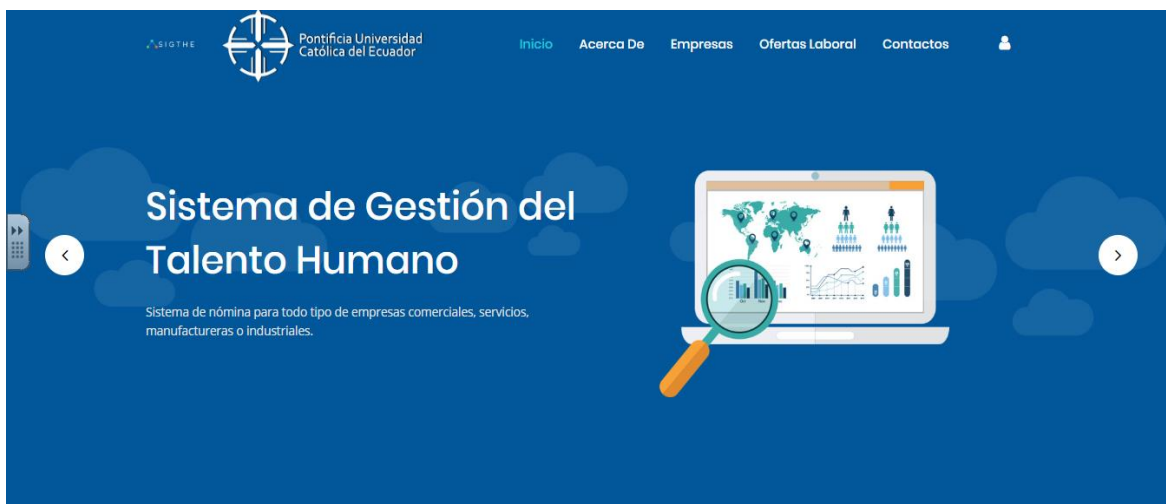 SIGTHE
Pontificia Universidad
Católica del Ecuador
Inicio Acerca De Empresas Ofertas Laboral Contactos
Sistema de Gestión del
Talento Humano
Sistema de nómina para todo tipo de empresas comerciales, servicios,
manufactureras o industriales.